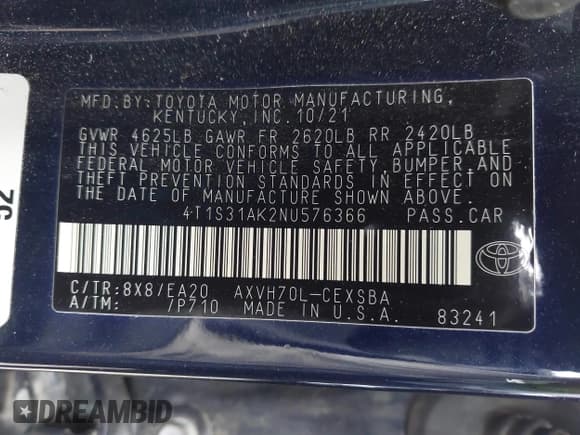 MFD.BY:TOYOTA MOTOR MANUFACTURING,
KENTUCKY,INC.10/21
GVWR 4625LB GAWR FR 2620LB RR 2420LB
THIS VEHICLE CONFORMS TO ALL APPLICABLE
FEDERAL MOTOR VEHICLE SAFETY,BUMPER,AND
THEFT PREVENTION STANDARDS IN EFFECT ON
THE DATE OF MANUFACTURE SHOWN ABOVE.
4T1S31AK2NU576366 PASS.CAR
C/TR:8X8/EA20 AXVH70L-CEXSBA
A/TM: 7P710 MADE IN U.S.A. 83241
52
DREAMBID